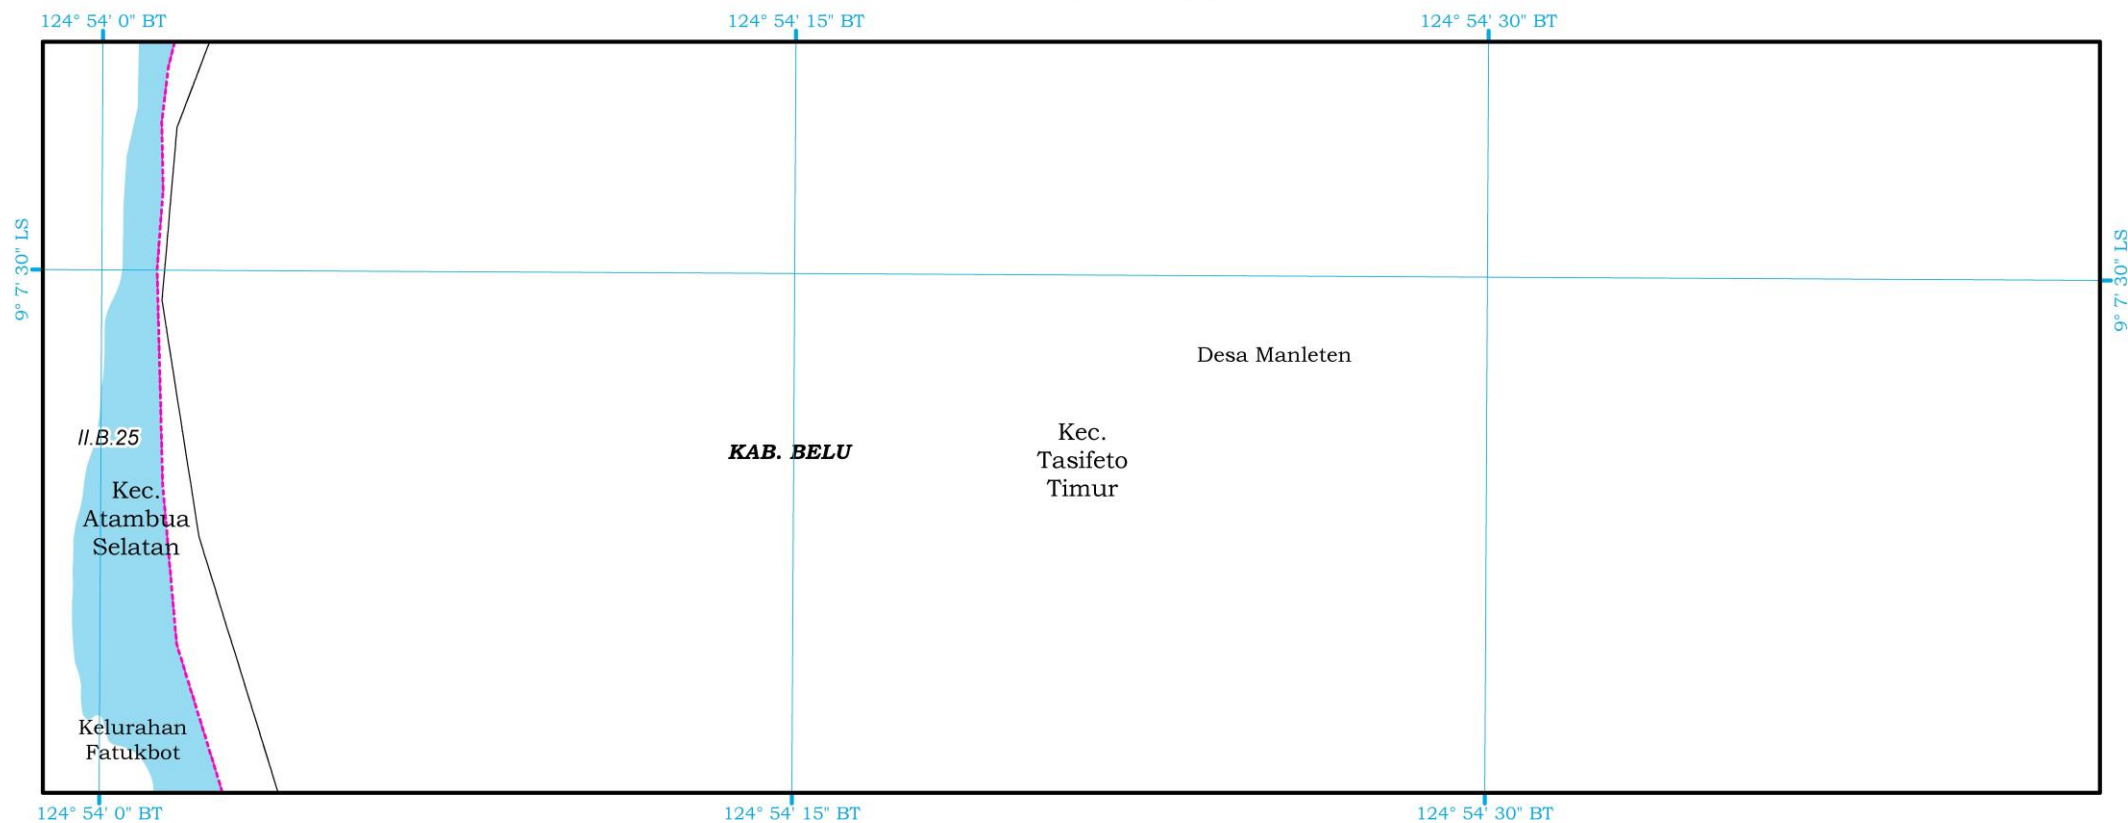 124° 54' 0" BT
124° 54' 15" BT
124° 54' 30" BT
9° 7' 30" LS
9° 7' 30" LS
Desa Manleten
II.B.25
KAB. BELU
Kec.
Tasifeto
Timur
Kec.
Atambua
Selatan
Kelurahan
Fatukbot
124° 54' 0" BT
124° 54' 15" BT
124° 54' 30" BT